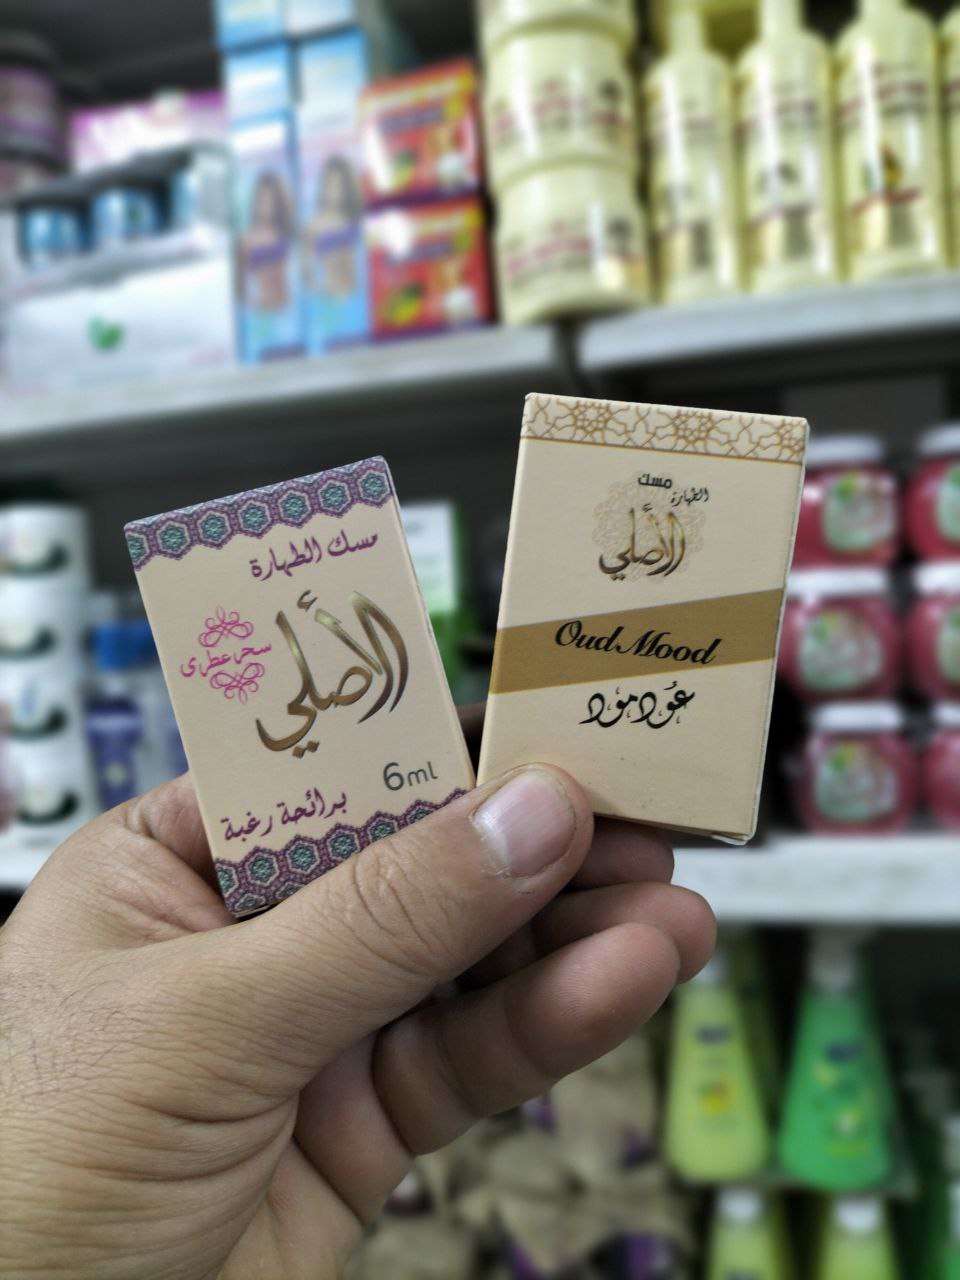 مسك الطهارة
الأصلي
سحر عطري
6ml
برائحة رغبة
مسك
الطهارة
الأصلي
Oud Mood
عود مود